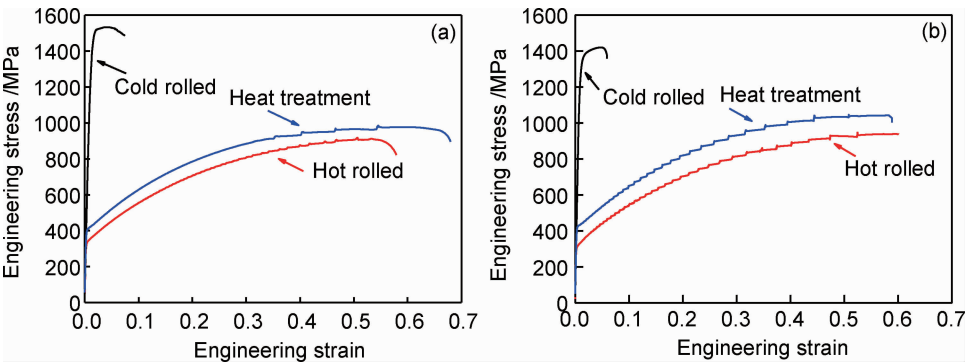 1600
1400
1200
1000
800
600
400
200
0
Engineering stress /MPa
(a)
Cold rolled
Heat treatment
Hot rolled
0.0 0.1 0.2 0.3 0.4 0.5 0.6 0.7
Engineering strain
1600
1400
1200
1000
800
600
400
200
0
Engineering stress/MPa
(b)
Cold rolled
Heat treatment
Hot rolled
0.0 0.1 0.2 0.3 0.4 0.5 0.6 0.7
Engineering strain